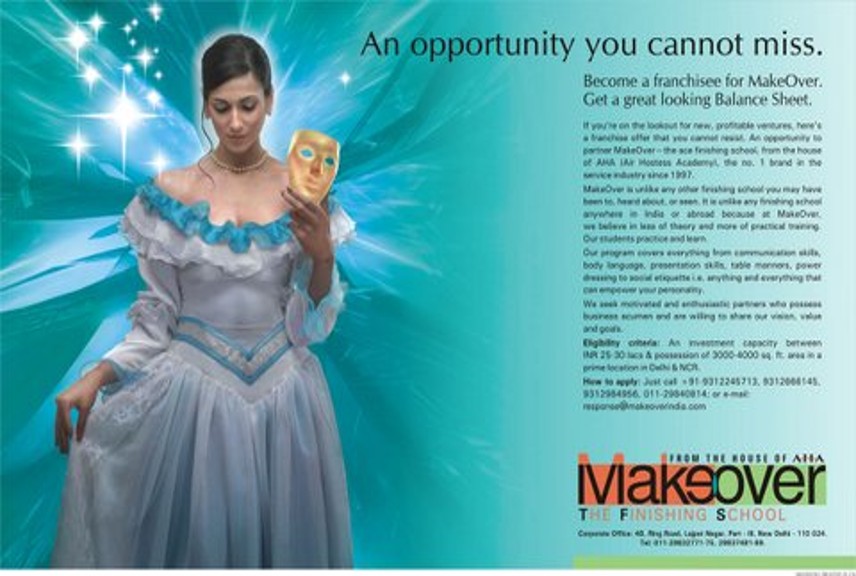 An opportunity you cannot miss.
Become a franchisee for MakeOver.
Get a great looking Balance Sheet.
If you're on the lookout for new, profitable ventures, here's
a franchise offer that you cannot resist. An opportunity to
partner MakeOver – the ace finishing school, from the house
of AHA (Air Hostess Academy), the no. 1 brand in the
service industry since 1997.
MakeOver is unlike any other finishing school you may have
been to, heard about, or seen. It is unlike any finishing school
anywhere in India or abroad because at MakeOver,
we believe in less of theory and more of practical training.
Our students practice and learn.
Our program covers everything from communication skills,
body language, presentation skills, table manners, power
dressing to social etiquette i.e. anything and everything that
can empower your personality.
We seek motivated and enthusiastic partners who possess
business acumen and are willing to share our vision, value
and goals.
Eligibility criteria: An investment capacity between
INR 25-30 lacs & possession of 3000-4000 sq. ft. area in a
prime location in Delhi & NCR.
How to apply: Just call +91-9312245713,
011-29840814; or e-mail:
response@makeoverindia.com
FROM THE HOUSE OF AHA
Makeover
THE FINISHING SCHOOL
Corporate Office: 40, Ring Road, Lajpat Nagar, Part - III, New Delhi - 110 024.